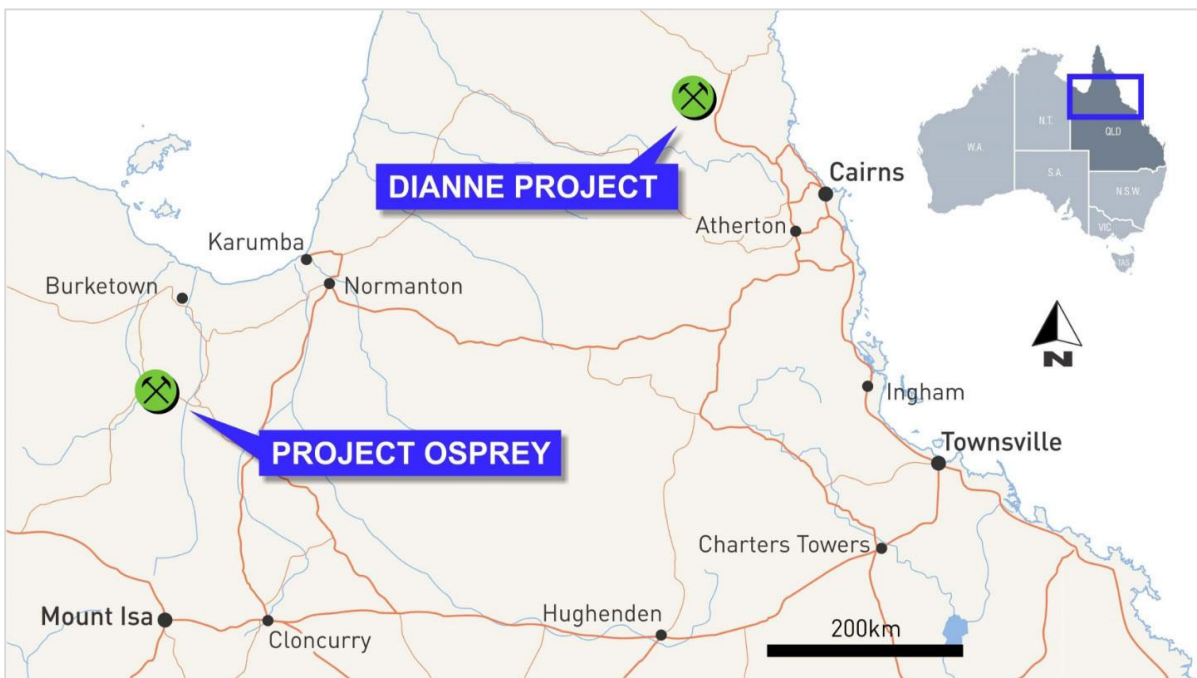 DIANNE PROJECT
Cairns
Atherton
Karumba
Burketown
Normanton
PROJECT OSPREY
Ingham
Townsville
Charters Towers
Mount Isa
Cloncurry
Hughenden
200km
N.T.
QLD
W.A.
S.A.
N.S.W.
VIC
TAS
N